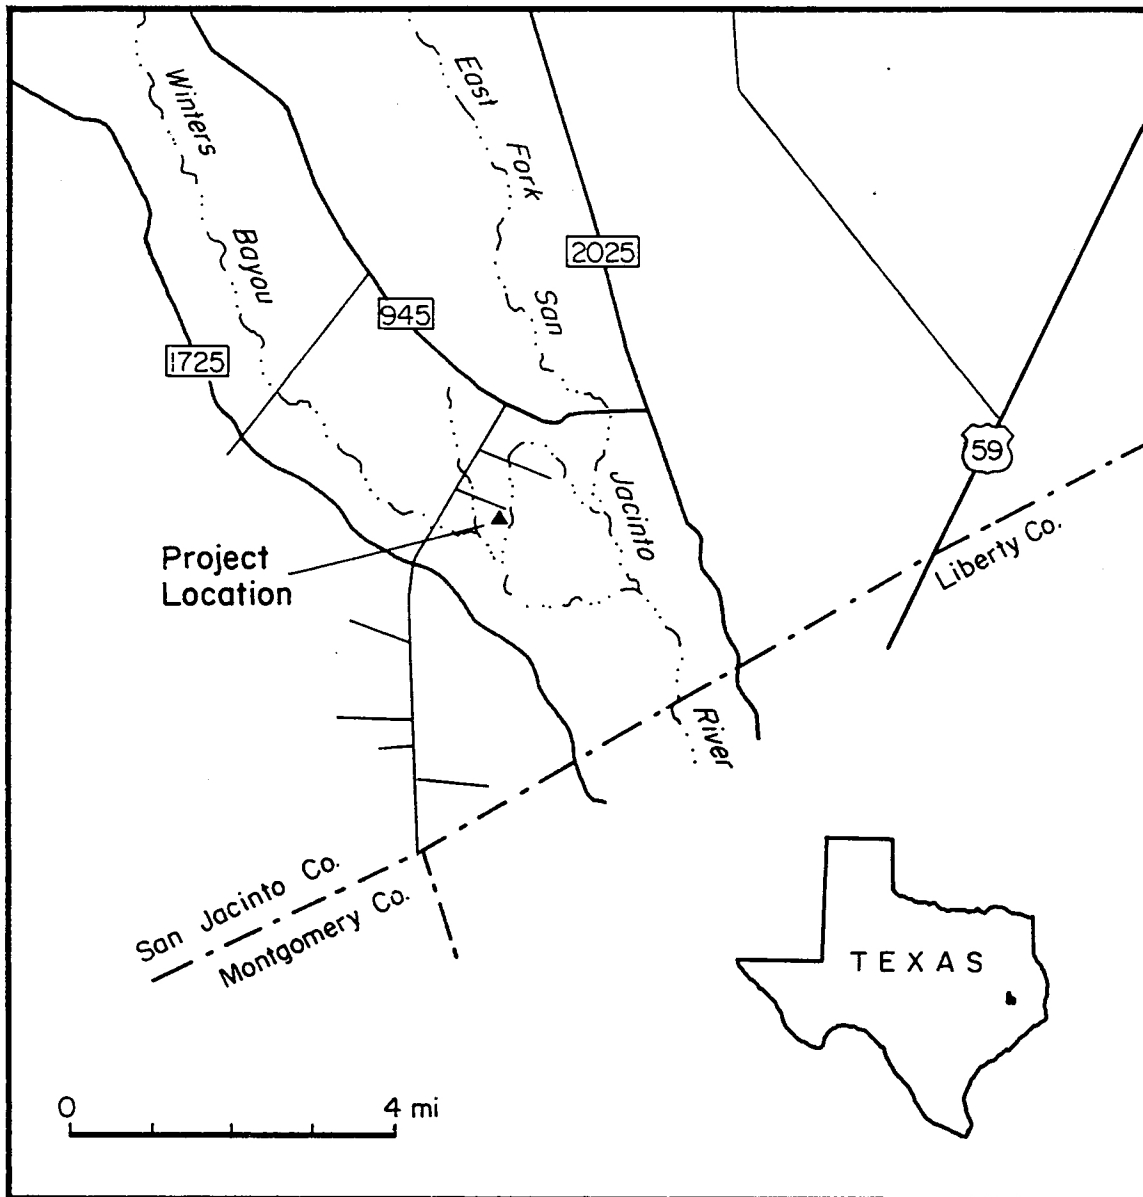 Winters
Bayou
East
Fork
San
Jacinto
River
2025
945
1725
59
Project
Location
Liberty Co.
San Jacinto Co.
Montgomery Co.
TEXAS
0 4 mi